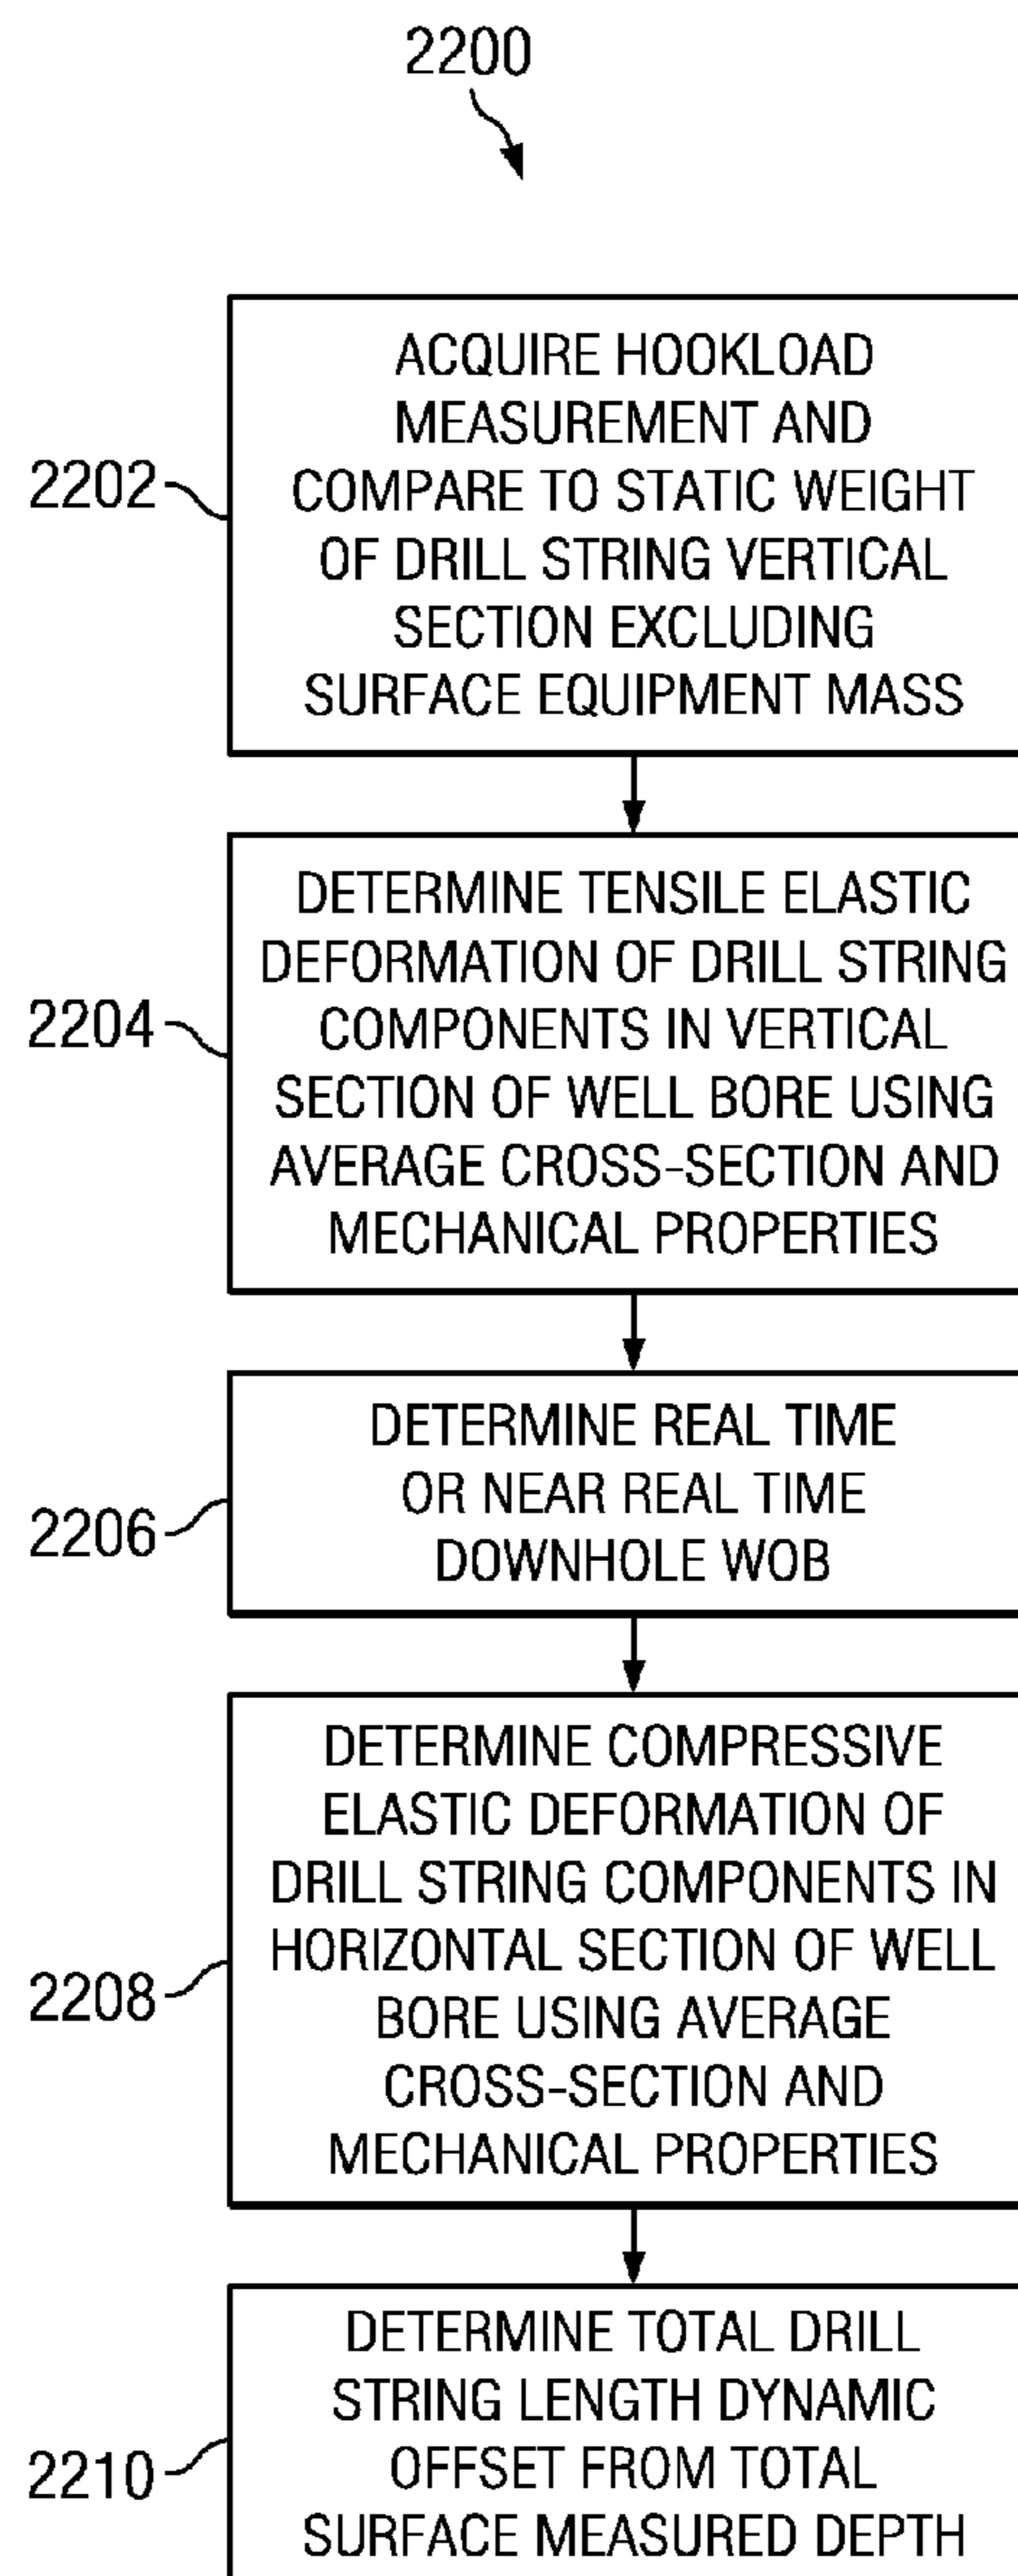 2200
2202
ACQUIRE HOOKLOAD
MEASUREMENT AND
COMPARE TO STATIC WEIGHT
OF DRILL STRING VERTICAL
SECTION EXCLUDING
SURFACE EQUIPMENT MASS
2204
DETERMINE TENSILE ELASTIC
DEFORMATION OF DRILL STRING
COMPONENTS IN VERTICAL
SECTION OF WELL BORE USING
AVERAGE CROSS-SECTION AND
MECHANICAL PROPERTIES
2206
DETERMINE REAL TIME
OR NEAR REAL TIME
DOWNHOLE WOB
2208
DETERMINE COMPRESSIVE
ELASTIC DEFORMATION OF
DRILL STRING COMPONENTS IN
HORIZONTAL SECTION OF WELL
BORE USING AVERAGE
CROSS-SECTION AND
MECHANICAL PROPERTIES
2210
DETERMINE TOTAL DRILL
STRING LENGTH DYNAMIC
OFFSET FROM TOTAL
SURFACE MEASURED DEPTH